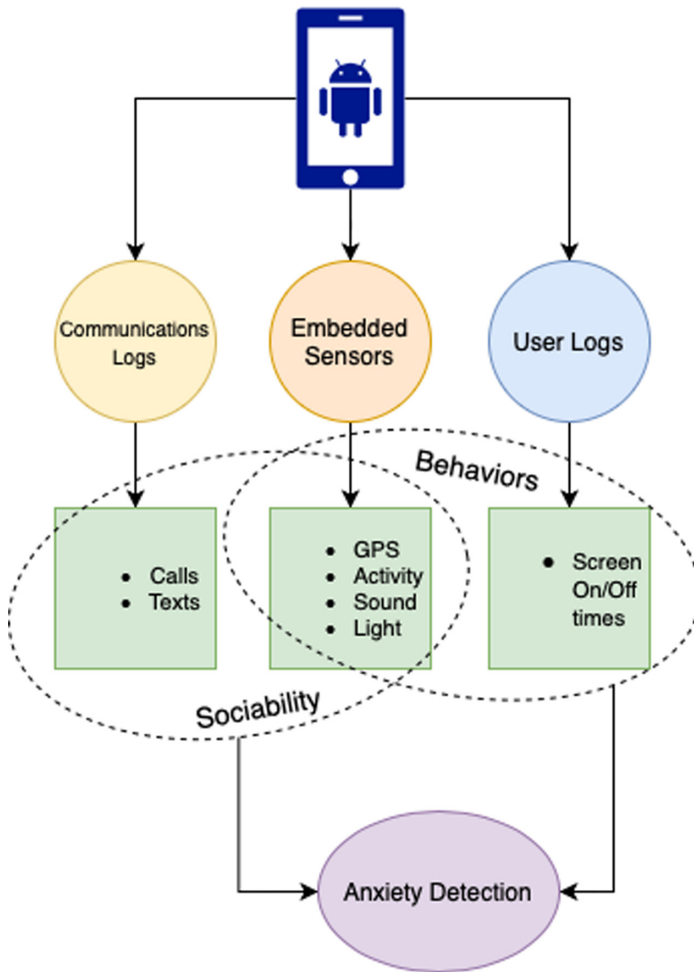 Communications
Logs
Embedded
Sensors
User Logs
Behaviors
• Calls
• Texts
• GPS
• Activity
• Sound
• Light
• Screen
On/Off
times
Sociability
Anxiety Detection